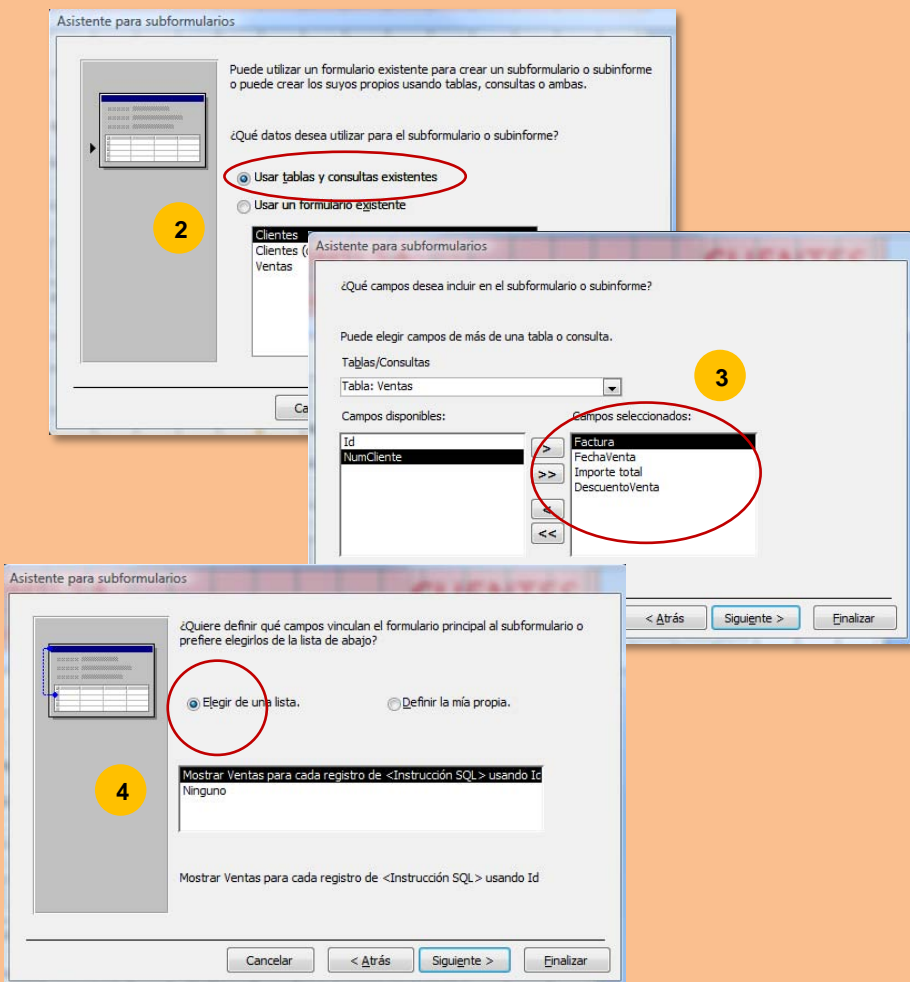 Asistente para subformularios
Puede utilizar un formulario existente para crear un subformulario o subinforme
o puede crear los suyos propios usando tablas, consultas o ambas.
¿Qué datos desea utilizar para el subformulario o subinforme?
Usar tablas y consultas existentes
Usar un formulario existente
2
Clientes
Clientes (
Ventas
Ca
Asistente para subformularios
CLIENTES
¿Qué campos desea incluir en el subformulario o subinforme?
Puede elegir campos de más de una tabla o consulta.
Tablas/Consultas
Tabla: Ventas
3
Campos disponibles:
Campos seleccionados:
Id
NumCliente
>
>>
<
<<
Factura
FechaVenta
Importe total
DescuentoVenta
< Atrás
Siguiente >
Finalizar
Asistente para subformularios
CLIENTES
¿Quiere definir qué campos vinculan el formulario principal al subformulario o
prefiere elegirlos de la lista de abajo?
Elegir de una lista.
Definir la mía propia.
4
Mostrar Ventas para cada registro de <Instrucción SQL> usando Id
Ninguno
Mostrar Ventas para cada registro de <Instrucción SQL> usando Id
Cancelar
< Atrás
Siguiente >
Finalizar